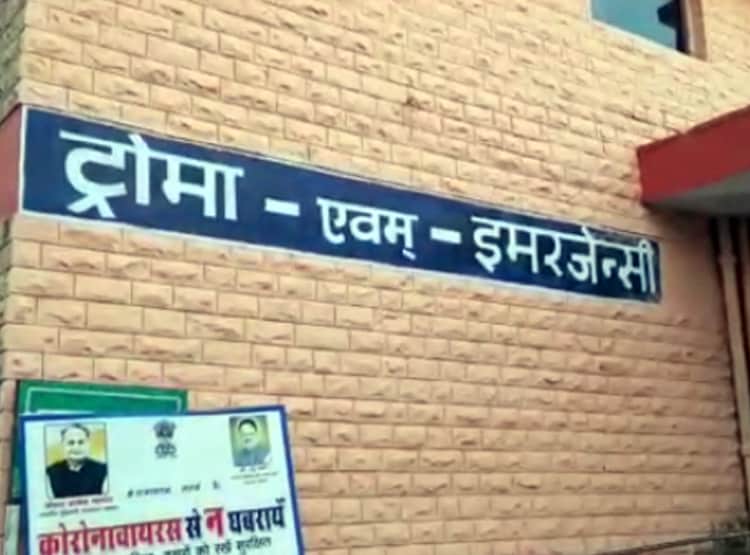 ट्रोमा - एवम् - इमरजेन्सी
कोरोनावायरस से न घबरायें